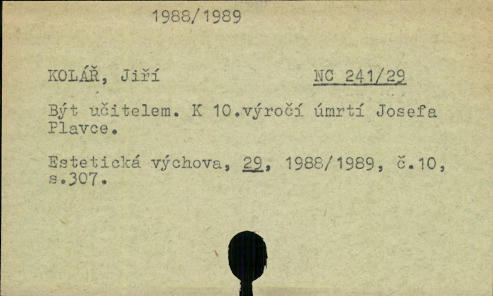 1988/1989
KOLÁŘ, Jiří NC 241/29
Být učitelem. K 10.výročí úmrtí Josefa
Plavce.
Estetická výchova, 29, 1988/1989, č.10,
s.307.